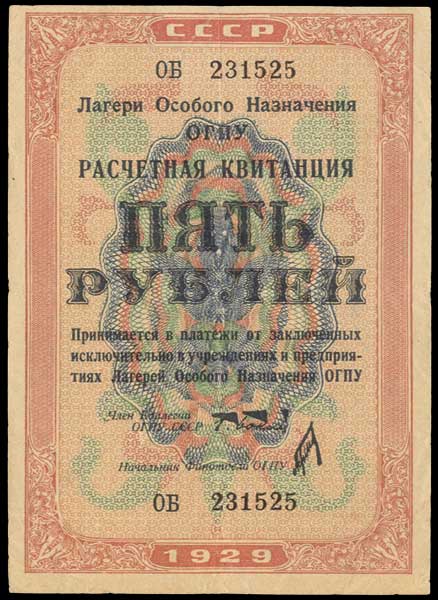 СССР
ОБ 231525
Лагери Особого Назначения
ОГПУ
РАСЧЕТНАЯ КВИТАНЦИЯ
ПЯТЬ
РУБЛЕЙ
Принимается в платежи от заключенных
исключительно в учреждениях и предприя-
тиях Лагерей Особого Назначения ОГПУ
Член Коллегии
ОГПУ СССР
Начальник Финотдела ОГПУ
ОБ 231525
1929